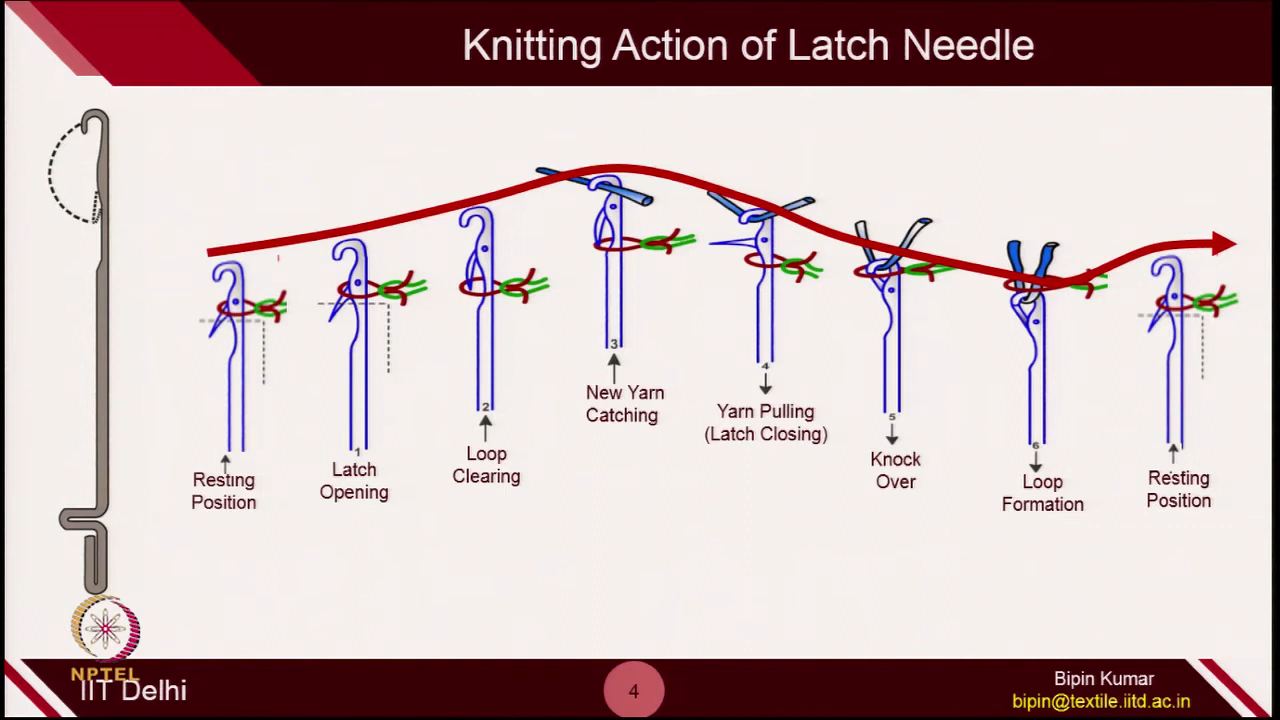 Knitting Action of Latch Needle
Resting
Position
1
Latch
Opening
2
Loop
Clearing
3
New Yarn
Catching
4
Yarn Pulling
(Latch Closing)
5
Knock
Over
6
Loop
Formation
Resting
Position
NPTEL
IIT Delhi
4
Bipin Kumar
bipin@textile.iitd.ac.in